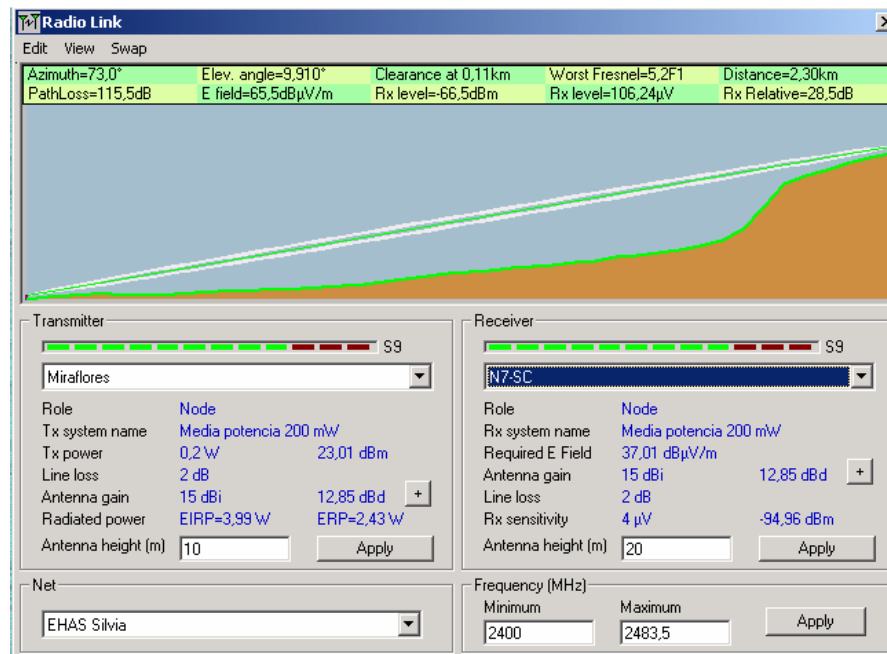 Radio Link
Edit View Swap
Azimuth=73,0° Elev. angle=9,910° Clearance at 0,11km Worst Fresnel=5,2F1 Distance=2,30km
PathLoss=115,5dB E field=65,5dBµV/m Rx level=-66,5dBm Rx level=106,24µV Rx Relative=28,5dB
Transmitter
S9
Miraflores
Role Node
Tx system name Media potencia 200 mW
Tx power 0,2 W 23,01 dBm
Line loss 2 dB
Antenna gain 15 dBi 12,85 dBd +
Radiated power EIRP=3,99 W ERP=2,43 W
Antenna height (m) 10 Apply
Receiver
S9
N7-SC
Role Node
Rx system name Media potencia 200 mW
Required E Field 37,01 dBµV/m
Antenna gain 15 dBi 12,85 dBd +
Line loss 2 dB
Rx sensitivity 4 µV -94,96 dBm
Antenna height (m) 20 Apply
Net
EHAS Silvia
Frequency (MHz)
Minimum Maximum
2400 2483,5 Apply